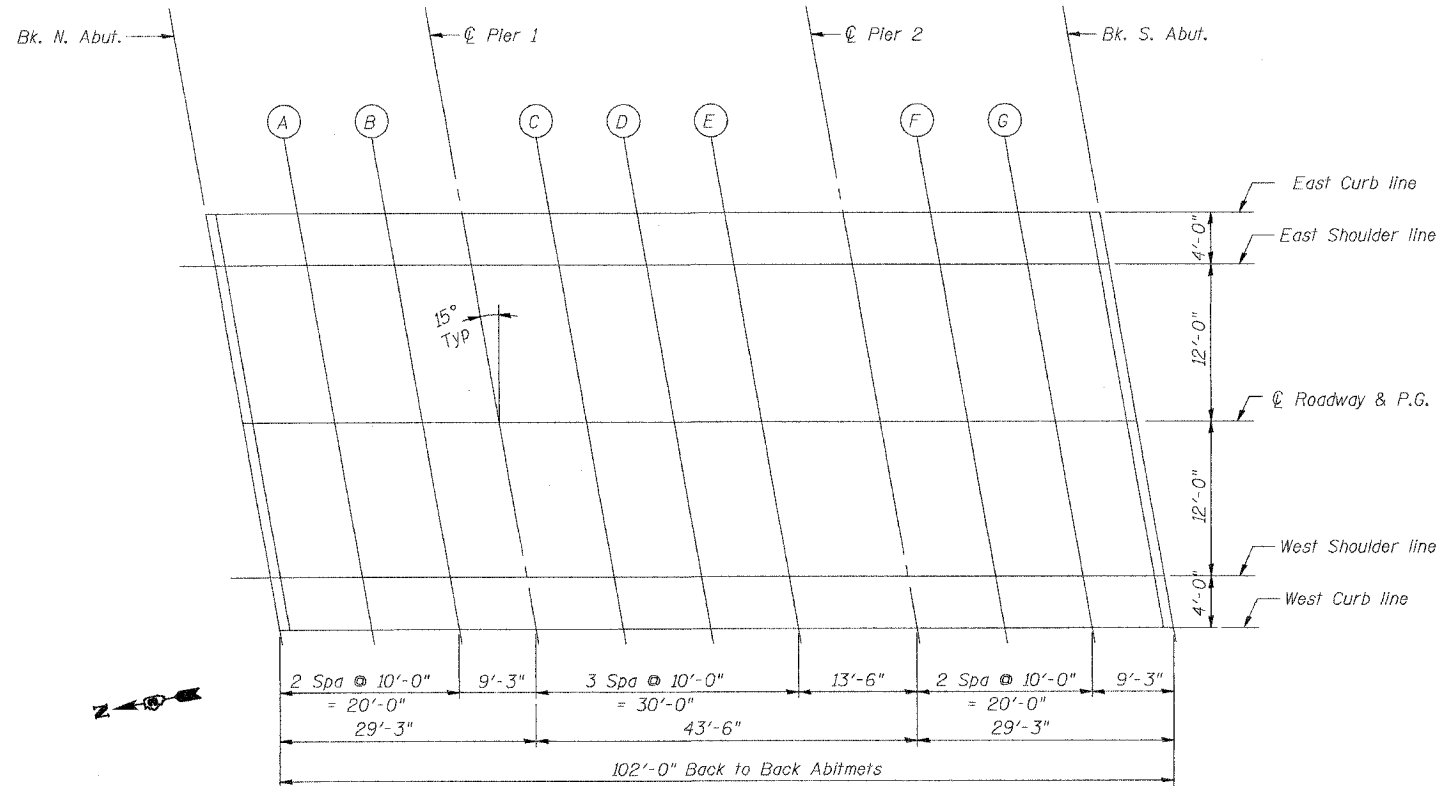 Bk. N. Abut.
℄ Pier 1
℄ Pier 2
Bk. S. Abut.
A
B
C
D
E
F
G
East Curb line
East Shoulder line
4'-0"
15°
Typ
12'-0"
℄ Roadway & P.G.
12'-0"
West Shoulder line
4'-0"
West Curb line
2 Spa @ 10'-0"
= 20'-0"
9'-3"
3 Spa @ 10'-0"
= 30'-0"
13'-6"
2 Spa @ 10'-0"
= 20'-0"
9'-3"
29'-3"
43'-6"
29'-3"
102'-0" Back to Back Abitmets
N